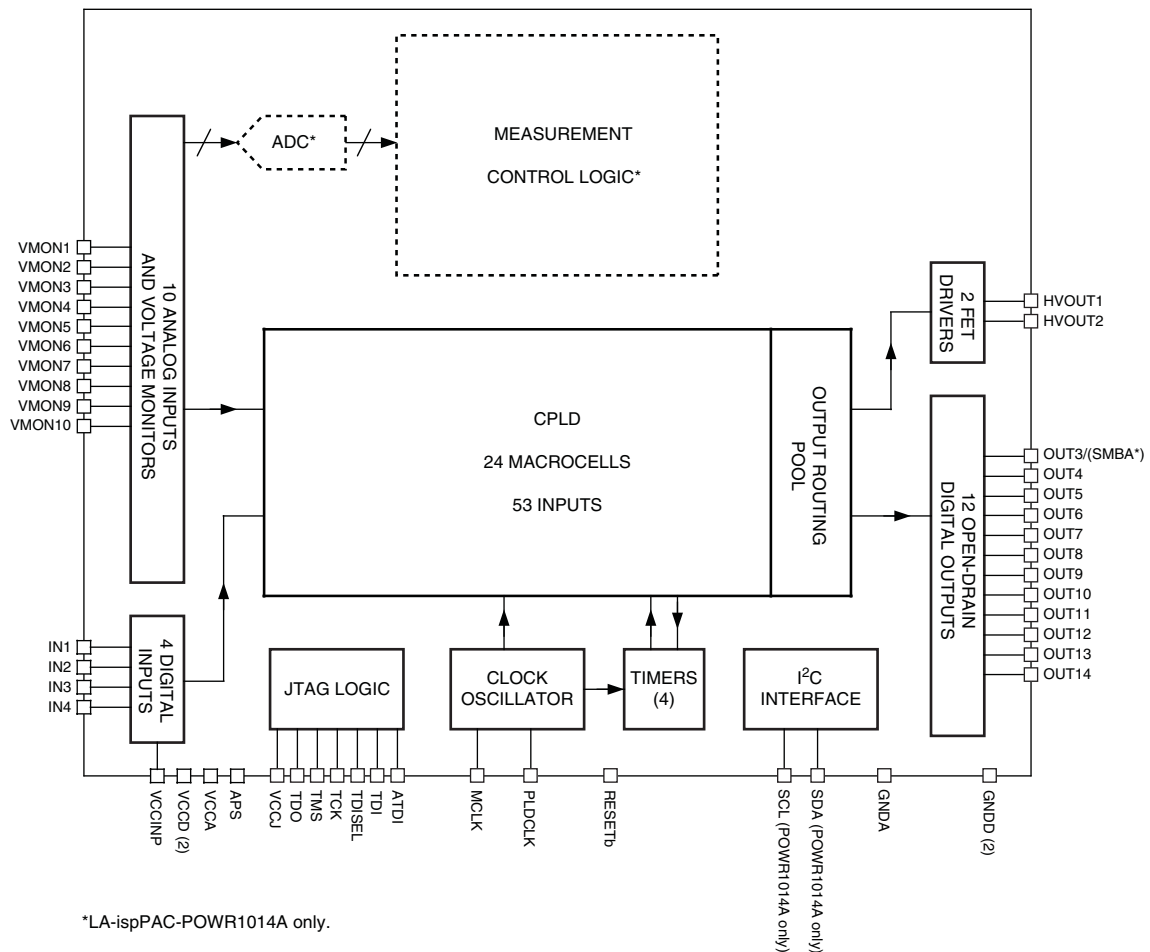 ADC*
MEASUREMENT
CONTROL LOGIC*
VMON1
VMON2
VMON3
VMON4
VMON5
VMON6
VMON7
VMON8
VMON9
VMON10
10 ANALOG INPUTS
AND VOLTAGE MONITORS
2 FET
DRIVERS
HVOUT1
HVOUT2
CPLD
24 MACROCELLS
53 INPUTS
OUTPUT ROUTING
POOL
12 OPEN-DRAIN
DIGITAL OUTPUTS
OUT3/(SMBA*)
OUT4
OUT5
OUT6
OUT7
OUT8
OUT9
OUT10
OUT11
OUT12
OUT13
OUT14
IN1
IN2
IN3
IN4
4 DIGITAL
INPUTS
JTAG LOGIC
CLOCK
OSCILLATOR
TIMERS
(4)
I²C
INTERFACE
VCCINP
VCCD (2)
VCCA
APS
VCCJ
TDO
TMS
TCK
TDISEL
TDI
ATDI
MCLK
PLDCLK
RESETb
SCL (POWR1014A only)
SDA (POWR1014A only)
GNDA
GNDD (2)
*LA-ispPAC-POWR1014A only.